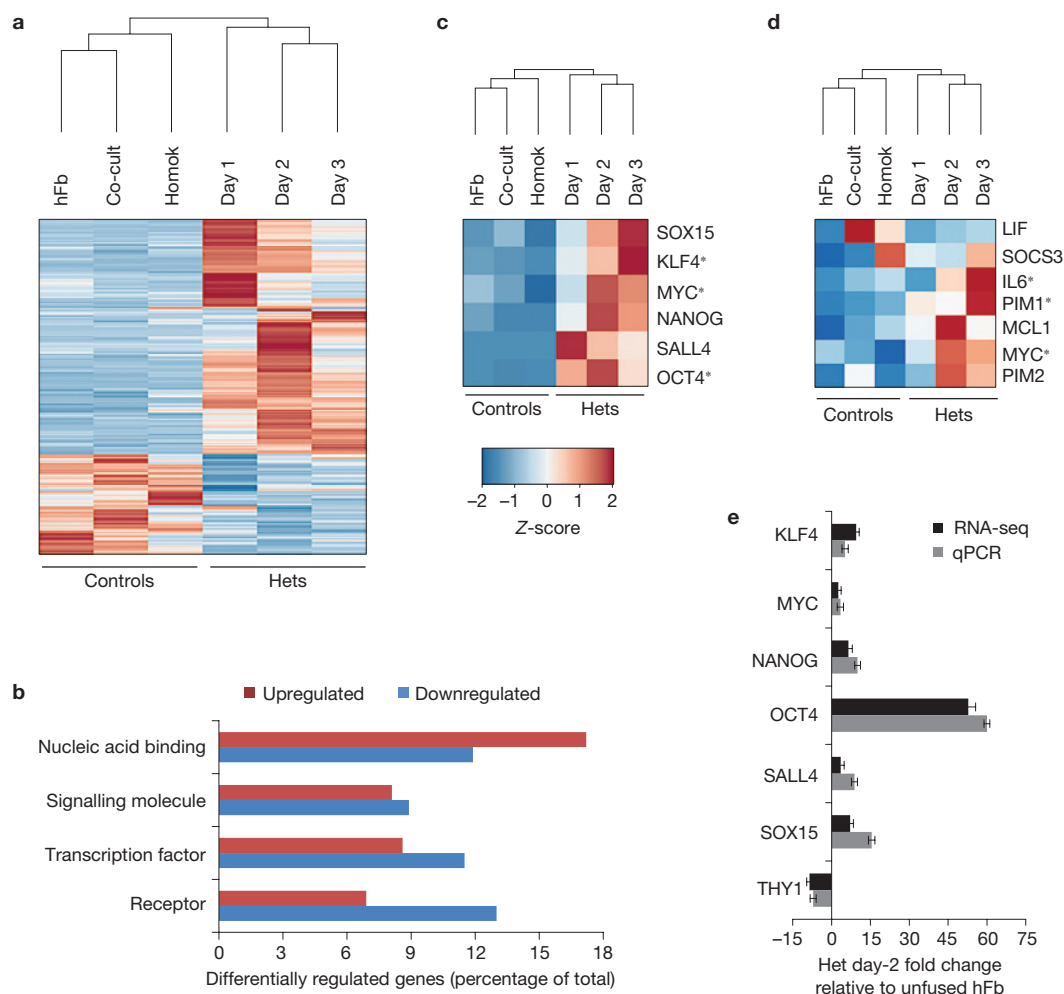 a
hFb
Co-cult
Homok
Day 1
Day 2
Day 3
Controls
Hets
c
hFb
Co-cult
Homok
Day 1
Day 2
Day 3
SOX15
KLF4*
MYC*
NANOG
SALL4
OCT4*
Controls
Hets
−2 −1 0 1 2
Z-score
d
hFb
Co-cult
Homok
Day 1
Day 2
Day 3
LIF
SOCS3
IL6*
PIM1*
MCL1
MYC*
PIM2
Controls
Hets
b
Upregulated
Downregulated
Nucleic acid binding
Signalling molecule
Transcription factor
Receptor
0 3 6 9 12 15 18
Differentially regulated genes (percentage of total)
e
RNA-seq
qPCR
KLF4
MYC
NANOG
OCT4
SALL4
SOX15
THY1
−15 0 15 30 45 60 75
Het day-2 fold change
relative to unfused hFb